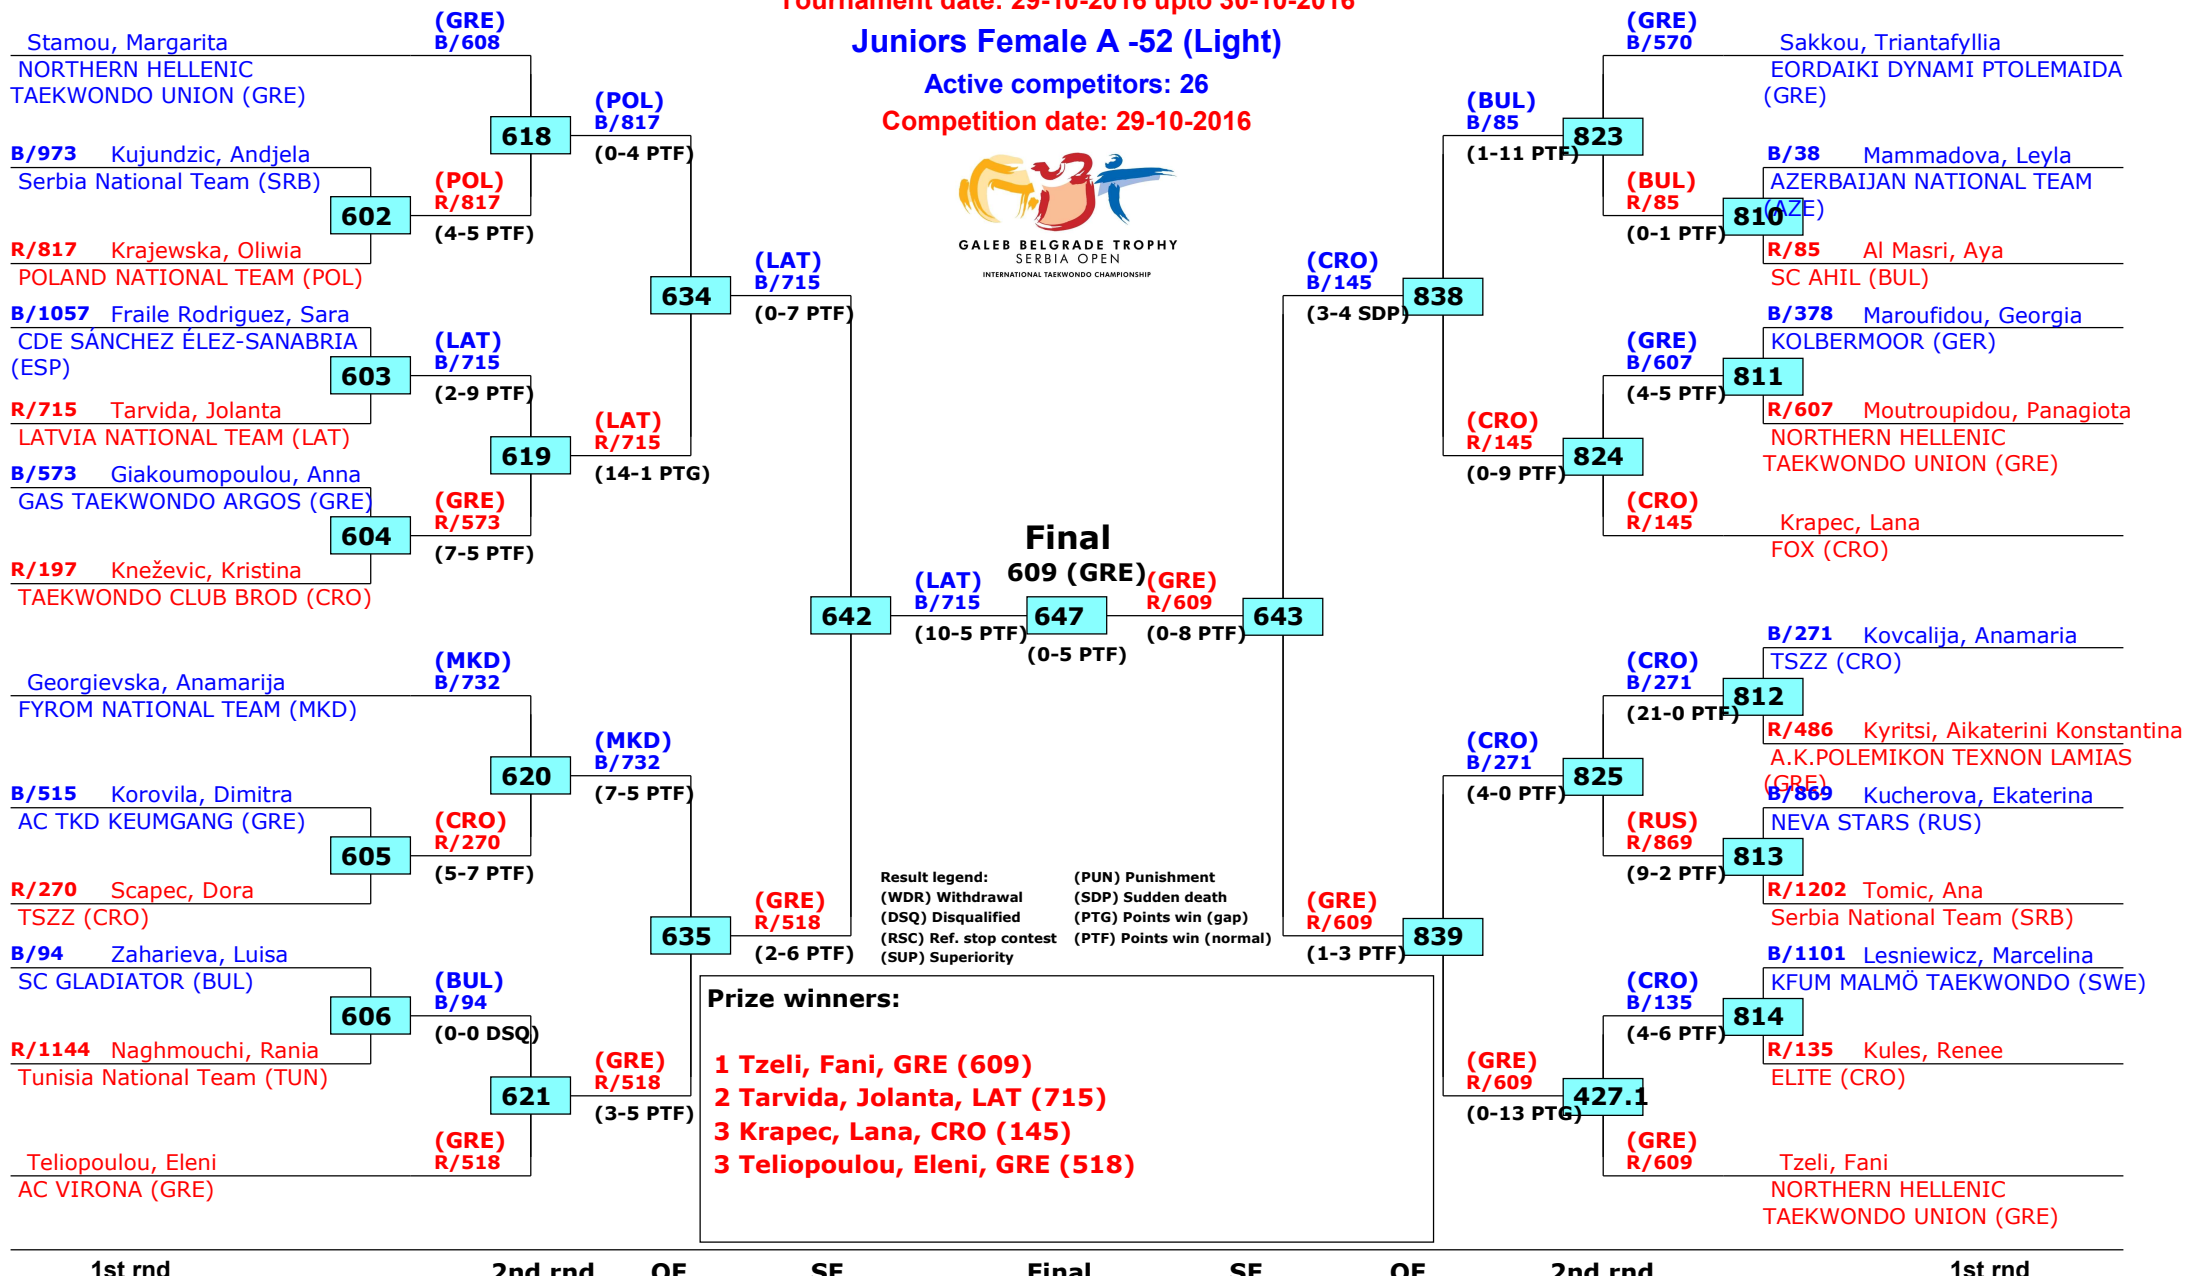 Tournament date: 29-10-2016 upto 30-10-2016
Juniors Female A -52 (Light)
Active competitors: 26
Competition date: 29-10-2016
GALEB BELGRADE TROPHY
SERBIA OPEN
INTERNATIONAL TAEKWONDO CHAMPIONSHIP
Stamou, Margarita
NORTHERN HELLENIC
TAEKWONDO UNION (GRE)
B/973 Kujundzic, Andjela
Serbia National Team (SRB)
602
R/817 Krajewska, Oliwia
POLAND NATIONAL TEAM (POL)
B/1057 Fraile Rodriguez, Sara
CDE SÁNCHEZ ÉLEZ-SANABRIA
(ESP)
603
R/715 Tarvida, Jolanta
LATVIA NATIONAL TEAM (LAT)
B/573 Giakoumopoulou, Anna
GAS TAEKWONDO ARGOS (GRE)
604
R/197 Kneževic, Kristina
TAEKWONDO CLUB BROD (CRO)
Georgievska, Anamarija
FYROM NATIONAL TEAM (MKD)
B/515 Korovila, Dimitra
AC TKD KEUMGANG (GRE)
605
R/270 Scapec, Dora
TSZZ (CRO)
B/94 Zaharieva, Luisa
SC GLADIATOR (BUL)
606
R/1144 Naghmouchi, Rania
Tunisia National Team (TUN)
Teliopoulou, Eleni
AC VIRONA (GRE)
(GRE)
B/608
618
(POL)
R/817
(4-5 PTF)
(LAT)
B/715
(2-9 PTF)
619
(GRE)
R/573
(7-5 PTF)
(MKD)
B/732
620
(CRO)
R/270
(5-7 PTF)
(BUL)
B/94
(0-0 DSQ)
621
(GRE)
R/518
(POL)
B/817
(0-4 PTF)
634
(LAT)
R/715
(14-1 PTG)
(MKD)
B/732
(7-5 PTF)
635
(GRE)
R/518
(3-5 PTF)
(LAT)
B/715
(0-7 PTF)
642
(GRE)
R/518
(2-6 PTF)
(LAT)
B/715
(10-5 PTF)
Final
609 (GRE)
647
(0-5 PTF)
(GRE)
R/609
(0-8 PTF)
643
(CRO)
B/145
(3-4 SDP)
838
(GRE)
R/609
(1-3 PTF)
839
(BUL)
B/85
(1-11 PTF)
823
(CRO)
R/145
(0-9 PTF)
824
(CRO)
B/271
(4-0 PTF)
825
(GRE)
R/609
(0-13 PTG)
427.1
(GRE)
B/570
(BUL)
R/85
(0-1 PTF)
810
(GRE)
B/607
(4-5 PTF)
811
(CRO)
R/145
(CRO)
B/271
(21-0 PTF)
812
(RUS)
R/869
(9-2 PTF)
813
(CRO)
B/135
(4-6 PTF)
814
(GRE)
R/609
Sakkou, Triantafyllia
EORDAIKI DYNAMI PTOLEMAIDA
(GRE)
B/38 Mammadova, Leyla
AZERBAIJAN NATIONAL TEAM
(AZE)
R/85 Al Masri, Aya
SC AHIL (BUL)
B/378 Maroufidou, Georgia
KOLBERMOOR (GER)
R/607 Moutroupidou, Panagiota
NORTHERN HELLENIC
TAEKWONDO UNION (GRE)
Krapec, Lana
FOX (CRO)
B/271 Kovcalija, Anamaria
TSZZ (CRO)
R/486 Kyritsi, Aikaterini Konstantina
A.K.POLEMIKON TEXNON LAMIAS
(GRE)
B/869 Kucherova, Ekaterina
NEVA STARS (RUS)
R/1202 Tomic, Ana
Serbia National Team (SRB)
B/1101 Lesniewicz, Marcelina
KFUM MALMÖ TAEKWONDO (SWE)
R/135 Kules, Renee
ELITE (CRO)
Tzeli, Fani
NORTHERN HELLENIC
TAEKWONDO UNION (GRE)
Result legend: (PUN) Punishment
(WDR) Withdrawal (SDP) Sudden death
(DSQ) Disqualified (PTG) Points win (gap)
(RSC) Ref. stop contest (PTF) Points win (normal)
(SUP) Superiority
Prize winners:
1 Tzeli, Fani, GRE (609)
2 Tarvida, Jolanta, LAT (715)
3 Krapec, Lana, CRO (145)
3 Teliopoulou, Eleni, GRE (518)
1st rnd 2nd rnd QF SF Final SF QF 2nd rnd 1st rnd